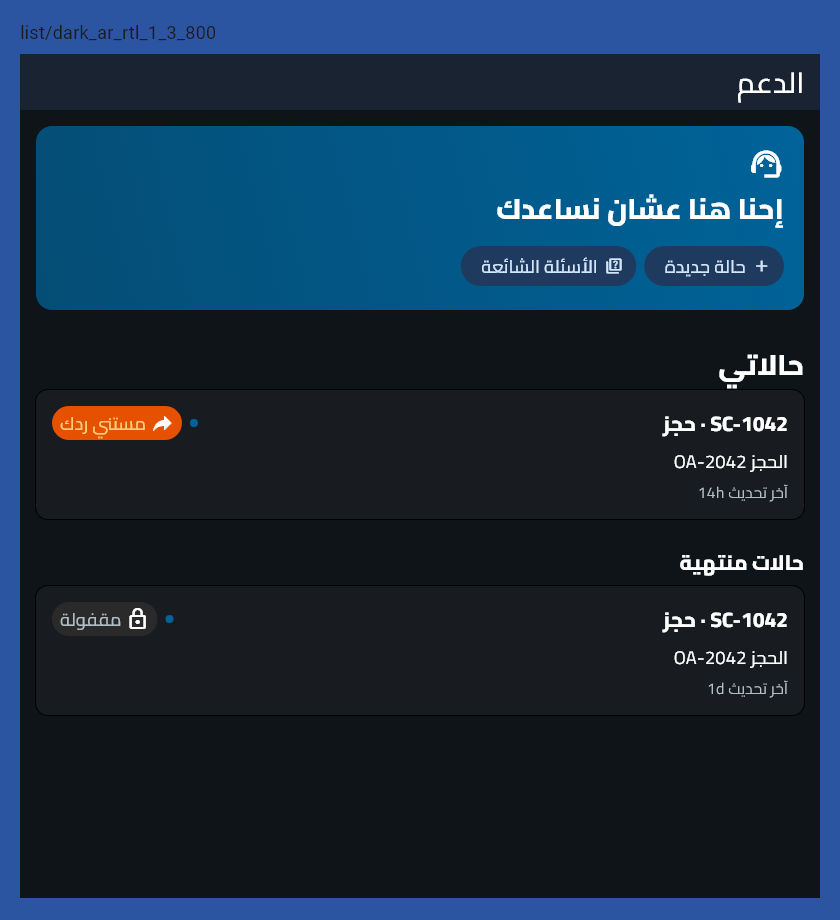 list/dark_ar_rtl_1_3_800
الدعم
إحنا هنا عشان نساعدك
حالة جديدة
الأسئلة الشائعة
حالاتي
SC-1042 · حجز
مستني ردك
الحجز OA-2042
آخر تحديث 14h
حالات منتهية
SC-1042 · حجز
مقفولة
الحجز OA-2042
آخر تحديث 1d